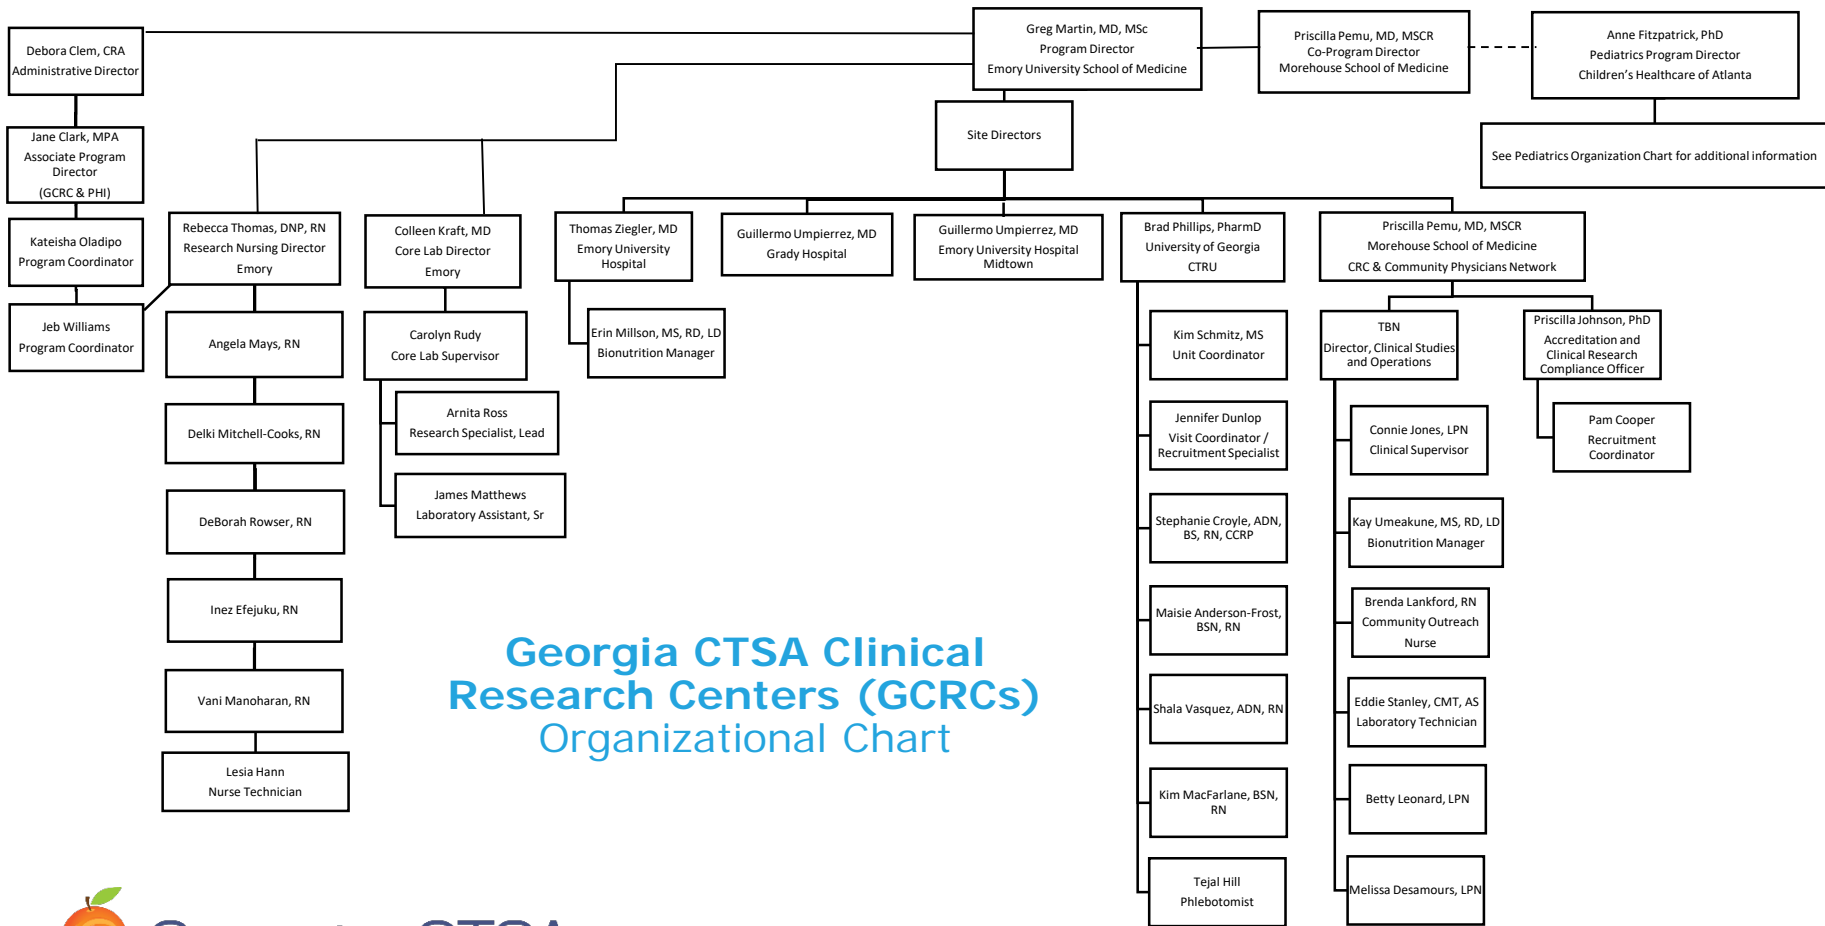 Debora Clem, CRA
Administrative Director
Greg Martin, MD, MSc
Program Director
Emory University School of Medicine
Priscilla Pemu, MD, MSCR
Co-Program Director
Morehouse School of Medicine
Anne Fitzpatrick, PhD
Pediatrics Program Director
Children’s Healthcare of Atlanta
Jane Clark, MPA
Associate Program
Director
(GCRC & PHI)
Site Directors
See Pediatrics Organization Chart for additional information
Kateisha Oladipo
Program Coordinator
Jeb Williams
Program Coordinator
Rebecca Thomas, DNP, RN
Research Nursing Director
Emory
Angela Mays, RN
Delki Mitchell-Cooks, RN
DeBorah Rowser, RN
Inez Efejuku, RN
Vani Manoharan, RN
Lesia Hann
Nurse Technician
Colleen Kraft, MD
Core Lab Director
Emory
Carolyn Rudy
Core Lab Supervisor
Arnita Ross
Research Specialist, Lead
James Matthews
Laboratory Assistant, Sr
Thomas Ziegler, MD
Emory University
Hospital
Erin Millson, MS, RD, LD
Bionutrition Manager
Guillermo Umpierrez, MD
Grady Hospital
Guillermo Umpierrez, MD
Emory University Hospital
Midtown
Brad Phillips, PharmD
University of Georgia
CTRU
Kim Schmitz, MS
Unit Coordinator
Jennifer Dunlop
Visit Coordinator /
Recruitment Specialist
Stephanie Croyle, ADN,
BS, RN, CCRP
Maisie Anderson-Frost,
BSN, RN
Shala Vasquez, ADN, RN
Kim MacFarlane, BSN,
RN
Tejal Hill
Phlebotomist
Priscilla Pemu, MD, MSCR
Morehouse School of Medicine
CRC & Community Physicians Network
TBN
Director, Clinical Studies
and Operations
Connie Jones, LPN
Clinical Supervisor
Kay Umeakune, MS, RD, LD
Bionutrition Manager
Brenda Lankford, RN
Community Outreach
Nurse
Eddie Stanley, CMT, AS
Laboratory Technician
Betty Leonard, LPN
Melissa Desamours, LPN
Priscilla Johnson, PhD
Accreditation and
Clinical Research
Compliance Officer
Pam Cooper
Recruitment
Coordinator
Georgia CTSA Clinical
Research Centers (GCRCs)
Organizational Chart